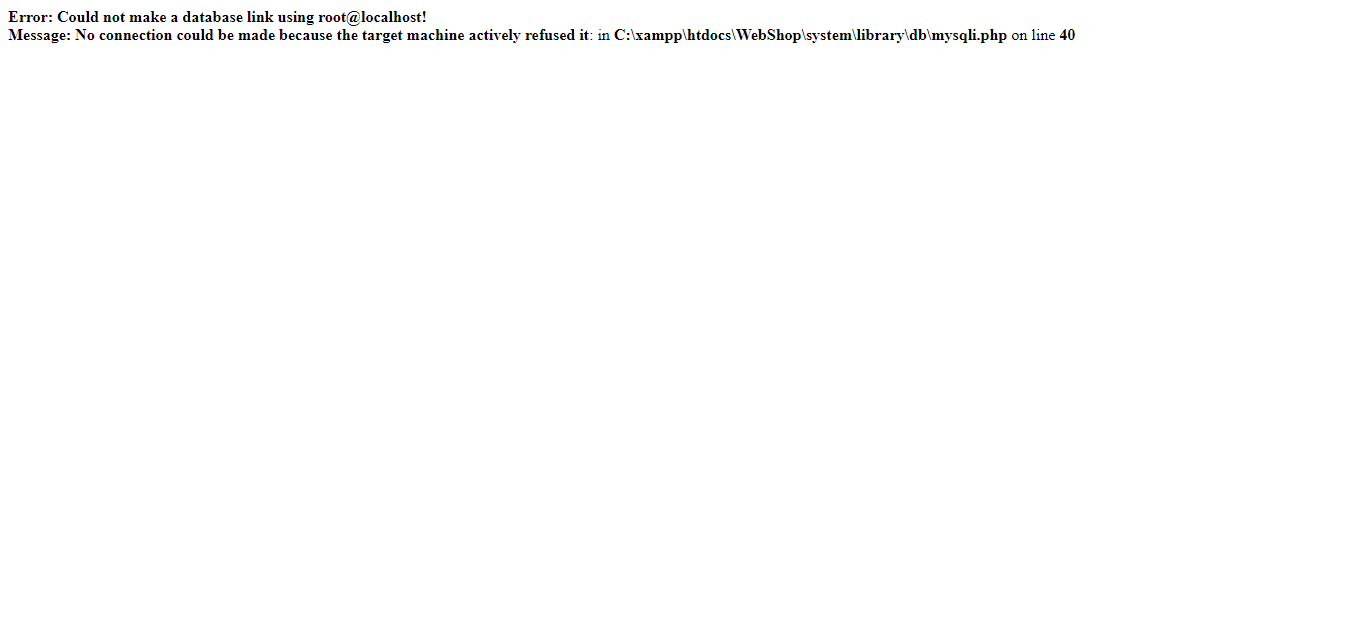 Error: Could not make a database link using root@localhost!
Message: No connection could be made because the target machine actively refused it: in C:\xampp\htdocs\WebShop\system\library\db\mysqli.php on line 40